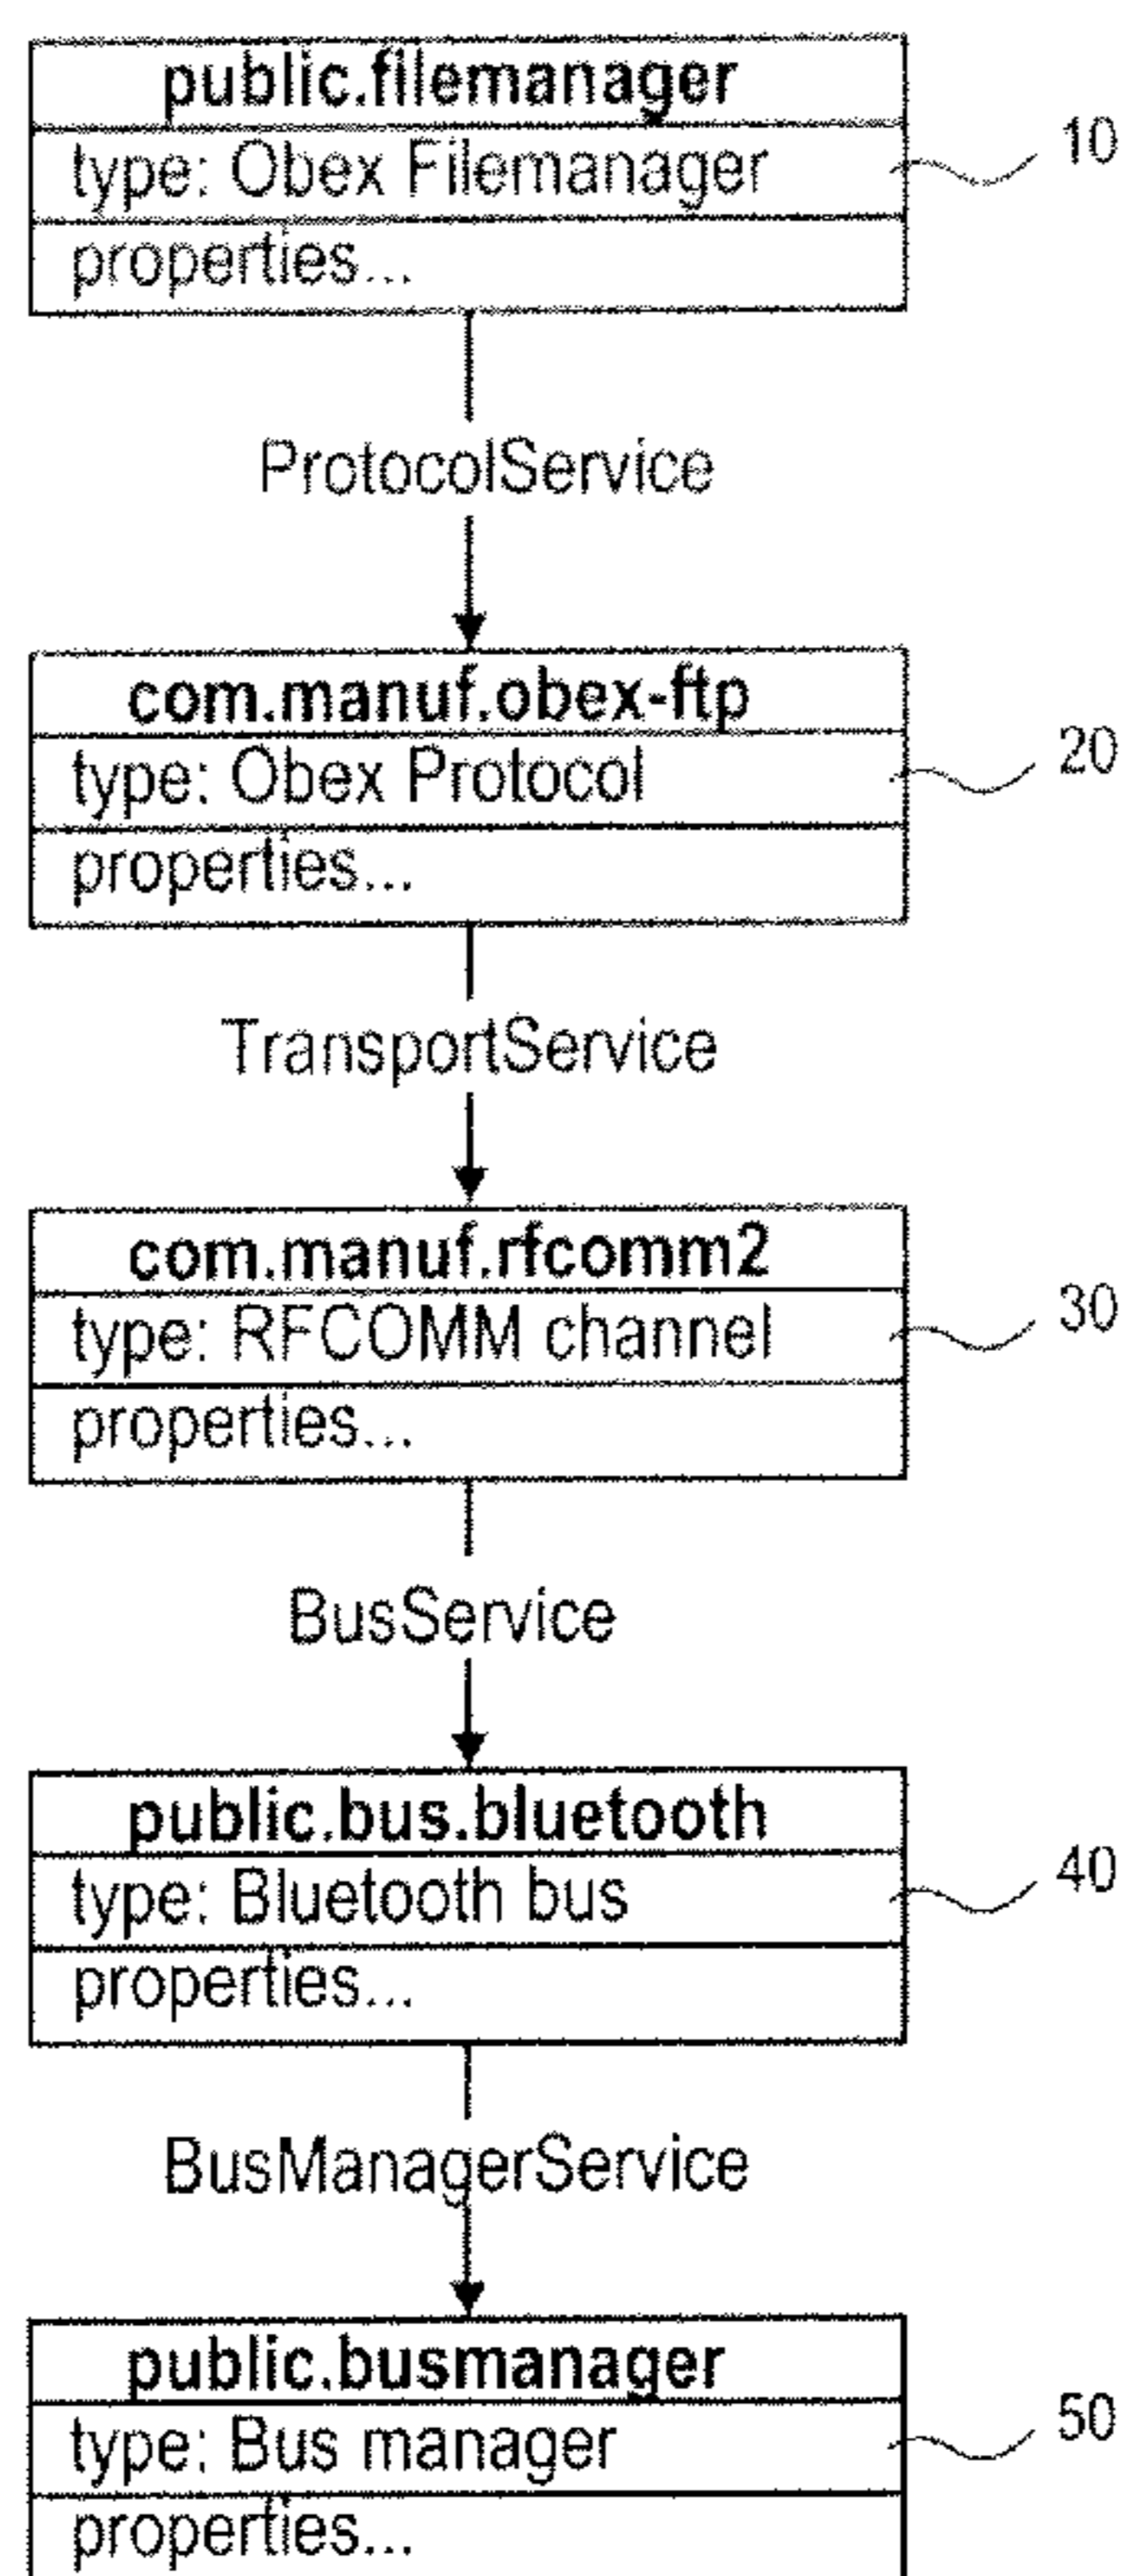 public.filemanager
type: Obex Filemanager
10
properties...
ProtocolService
com.manuf.obex-ftp
type: Obex Protocol
20
properties...
TransportService
com.manuf.rfcomm2
type: RFCOMM channel
30
properties...
BusService
public.bus.bluetooth
type: Bluetooth bus
40
properties...
BusManagerService
public.busmanager
type: Bus manager
50
properties...